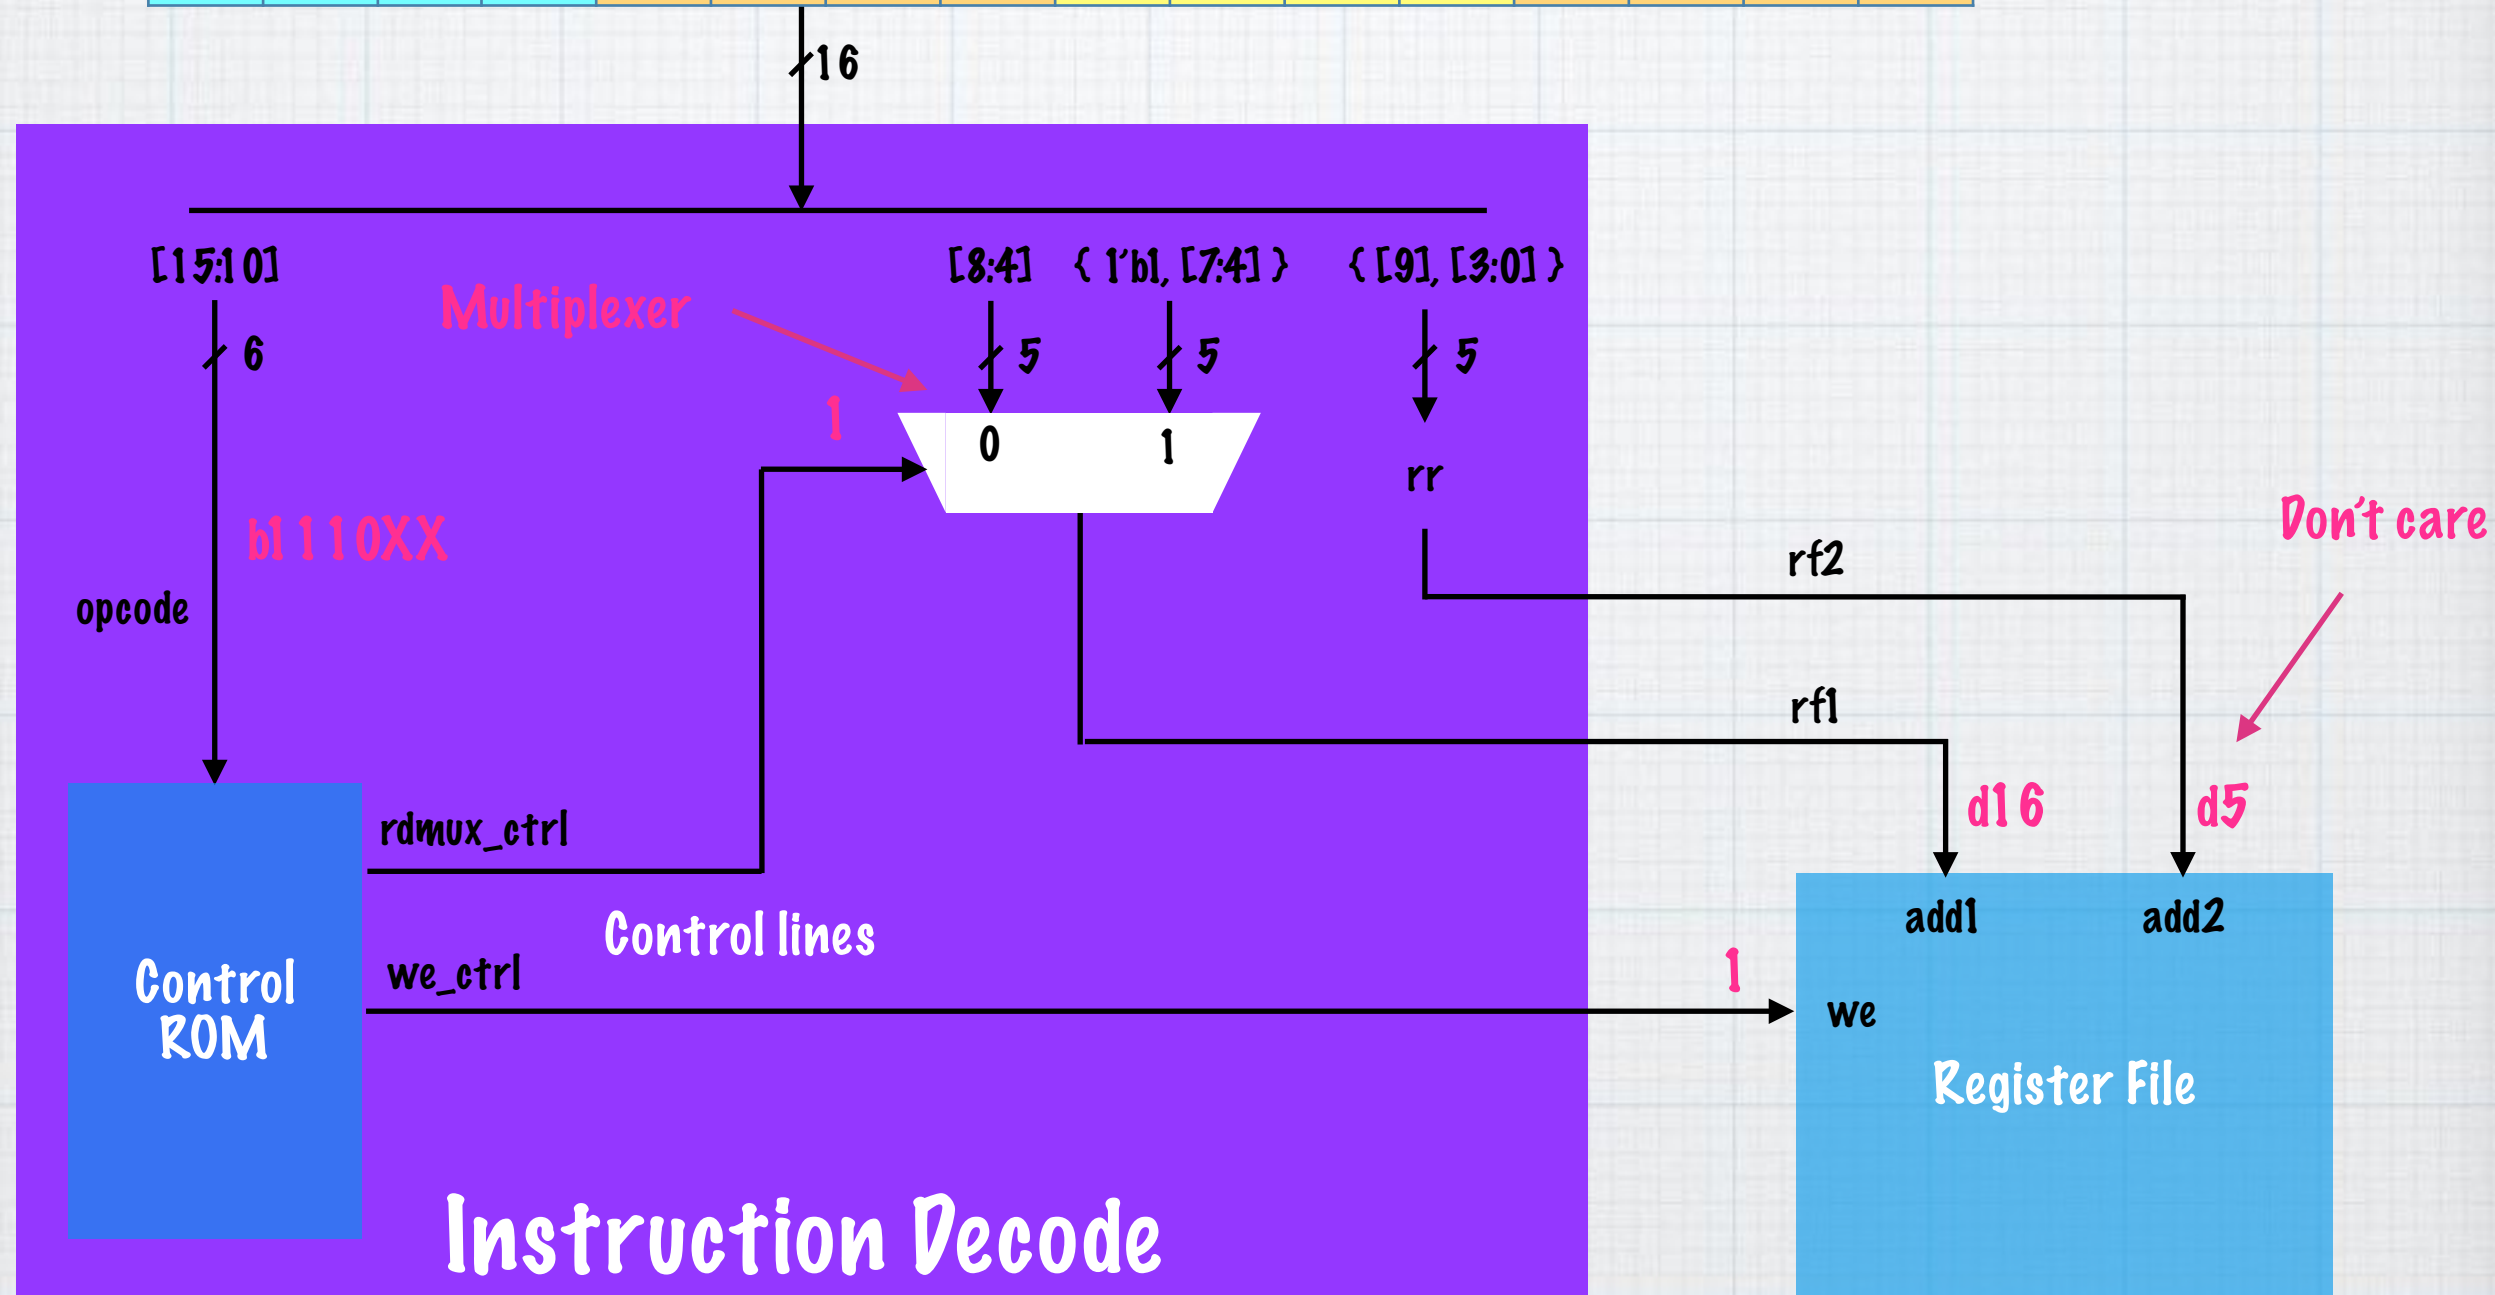 16
[15:10]
[8:4]
{ 1'b1, [7:4] }
{ [9], [3:0] }
Multiplexer
6
5
5
5
1
0
1
rr
b1110XX
Don't care
rf2
opcode
rf1
d16
d5
rdmux_ctrl
add1
add2
Control lines
we_ctrl
1
we
Control
ROM
Register File
Instruction Decode